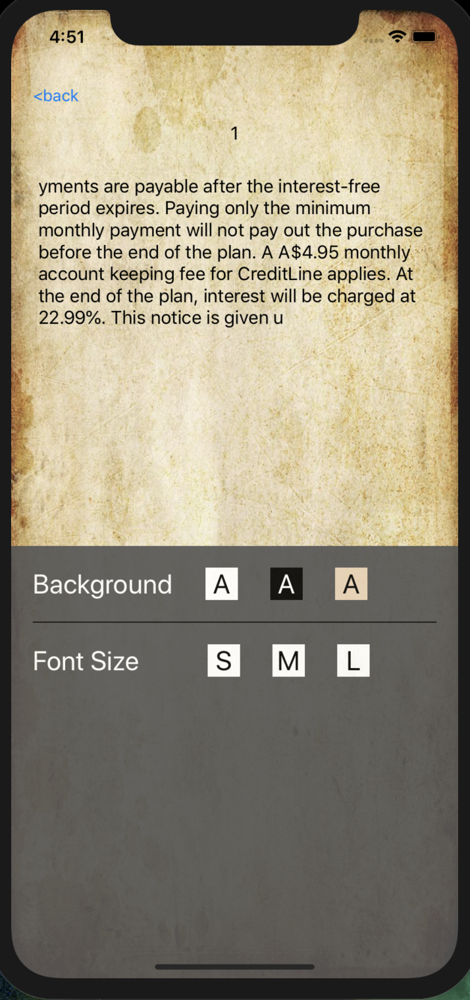 4:51
<back
1
yments are payable after the interest-free
period expires. Paying only the minimum
monthly payment will not pay out the purchase
before the end of the plan. A A$4.95 monthly
account keeping fee for CreditLine applies. At
the end of the plan, interest will be charged at
22.99%. This notice is given u
Background A A A
Font Size S M L